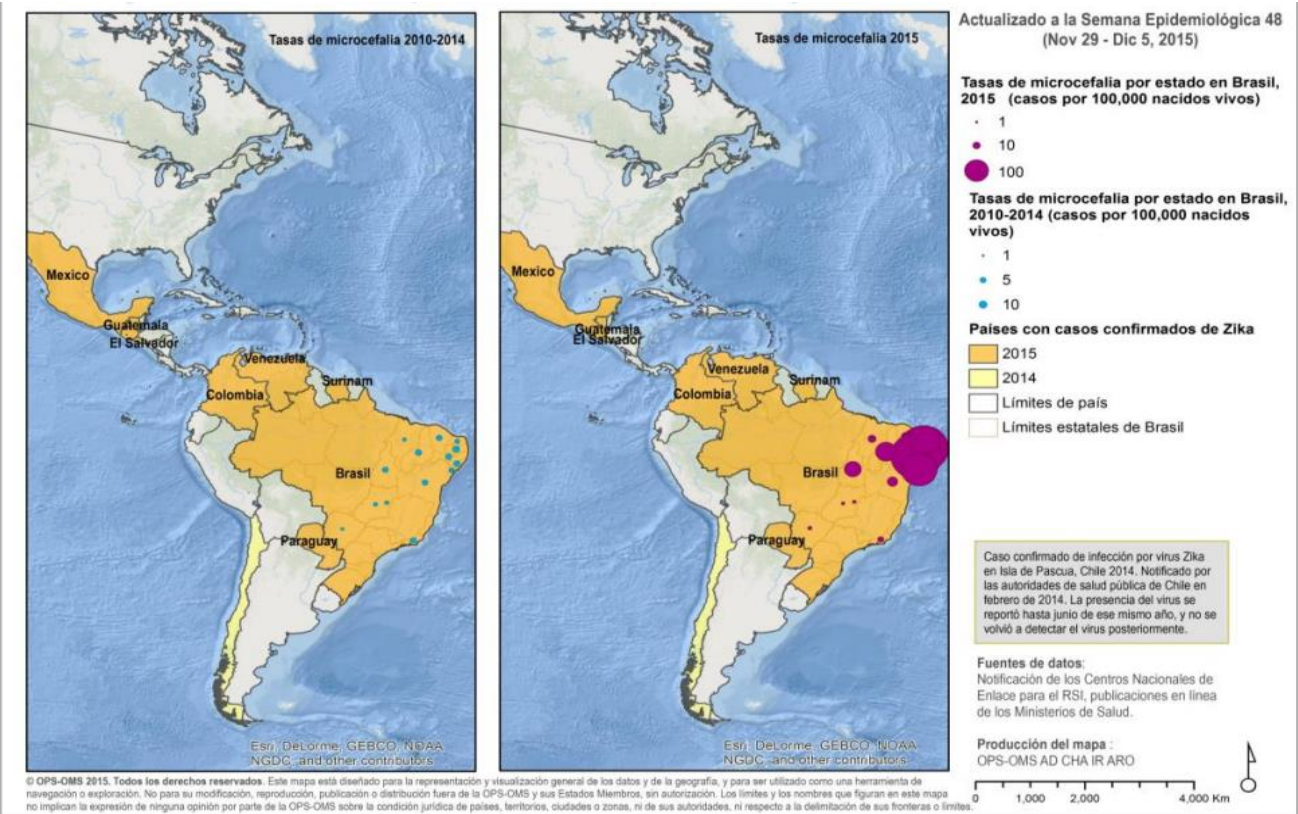 Tasas de microcefalia 2010-2014
Mexico
Guatemala
El Salvador
Venezuela
Surinam
Colombia
Brasil
Paraguay
Esri, DeLorme, GEBCO, NOAA
NGDC, and other contributors
Tasas de microcefalia 2015
Mexico
Guatemala
El Salvador
Venezuela
Surinam
Colombia
Brasil
Paraguay
Esri, DeLorme, GEBCO, NOAA
NGDC, and other contributors
Actualizado a la Semana Epidemiológica 48
(Nov 29 - Dic 5, 2015)
Tasas de microcefalia por estado en Brasil,
2015 (casos por 100,000 nacidos vivos)
1
10
100
Tasas de microcefalia por estado en Brasil,
2010-2014 (casos por 100,000 nacidos
vivos)
1
5
10
Países con casos confirmados de Zika
2015
2014
Límites de país
Límites estatales de Brasil
Caso confirmado de infección por virus Zika
en Isla de Pascua, Chile 2014. Notificado por
las autoridades de salud pública de Chile en
febrero de 2014. La presencia del virus se
reportó hasta junio de ese mismo año, y no se
volvió a detectar el virus posteriormente.
Fuentes de datos:
Notificación de los Centros Nacionales de
Enlace para el RSI, publicaciones en línea
de los Ministerios de Salud.
Producción del mapa :
OPS-OMS AD CHA IR ARO
0 1,000 2,000 4,000 Km
© OPS-OMS 2015. Todos los derechos reservados. Este mapa está diseñado para la representación y visualización general de los datos y de la geografía, y para ser utilizado como una herramienta de
navegación o exploración. No para su modificación, reproducción, publicación o distribución fuera de la OPS-OMS y sus Estados Miembros, sin autorización. Los límites y los nombres que figuran en este mapa
no implican la expresión de ninguna opinión por parte de la OPS-OMS sobre la condición jurídica de países, territorios, ciudades o zonas, ni de sus autoridades, ni respecto a la delimitación de sus fronteras o límites.